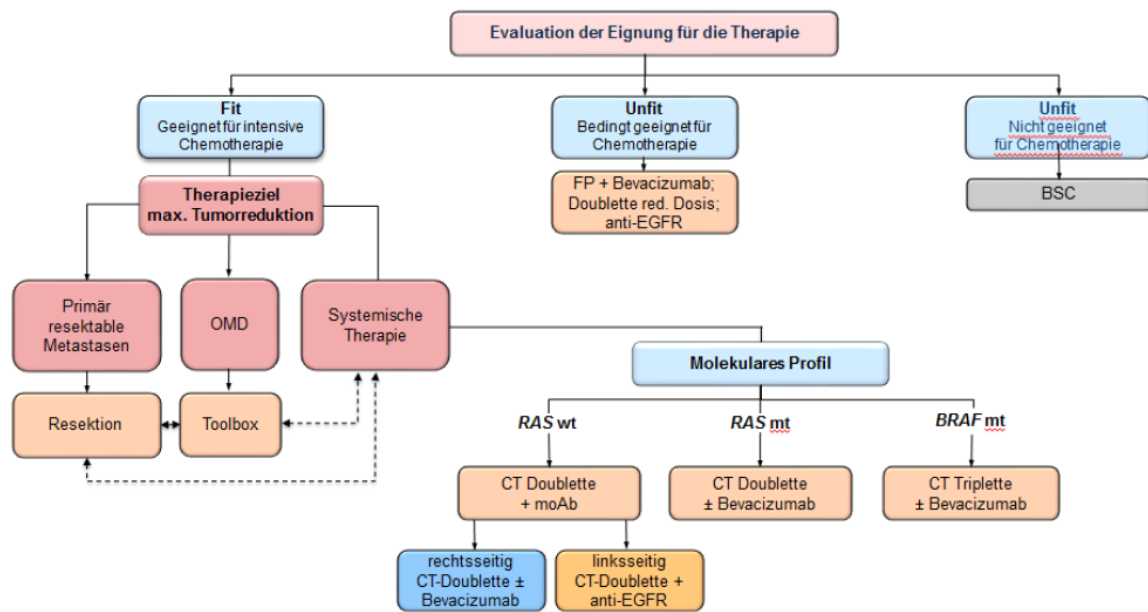 Evaluation der Eignung für die Therapie
Fit
Geeignet für intensive
Chemotherapie
Unfit
Bedingt geeignet für
Chemotherapie
Unfit
Nicht geeignet
für Chemotherapie
FP + Bevacizumab;
Doublette red. Dosis;
anti-EGFR
BSC
Therapieziel
max. Tumorreduktion
Primär
resektable
Metastasen
OMD
Systemische
Therapie
Molekulares Profil
Resektion
Toolbox
RAS wt
RAS mt
BRAF mt
CT Doublette
+ moAb
CT Doublette
± Bevacizumab
CT Triplette
± Bevacizumab
rechtsseitig
CT-Doublette ±
Bevacizumab
linksseitig
CT-Doublette +
anti-EGFR